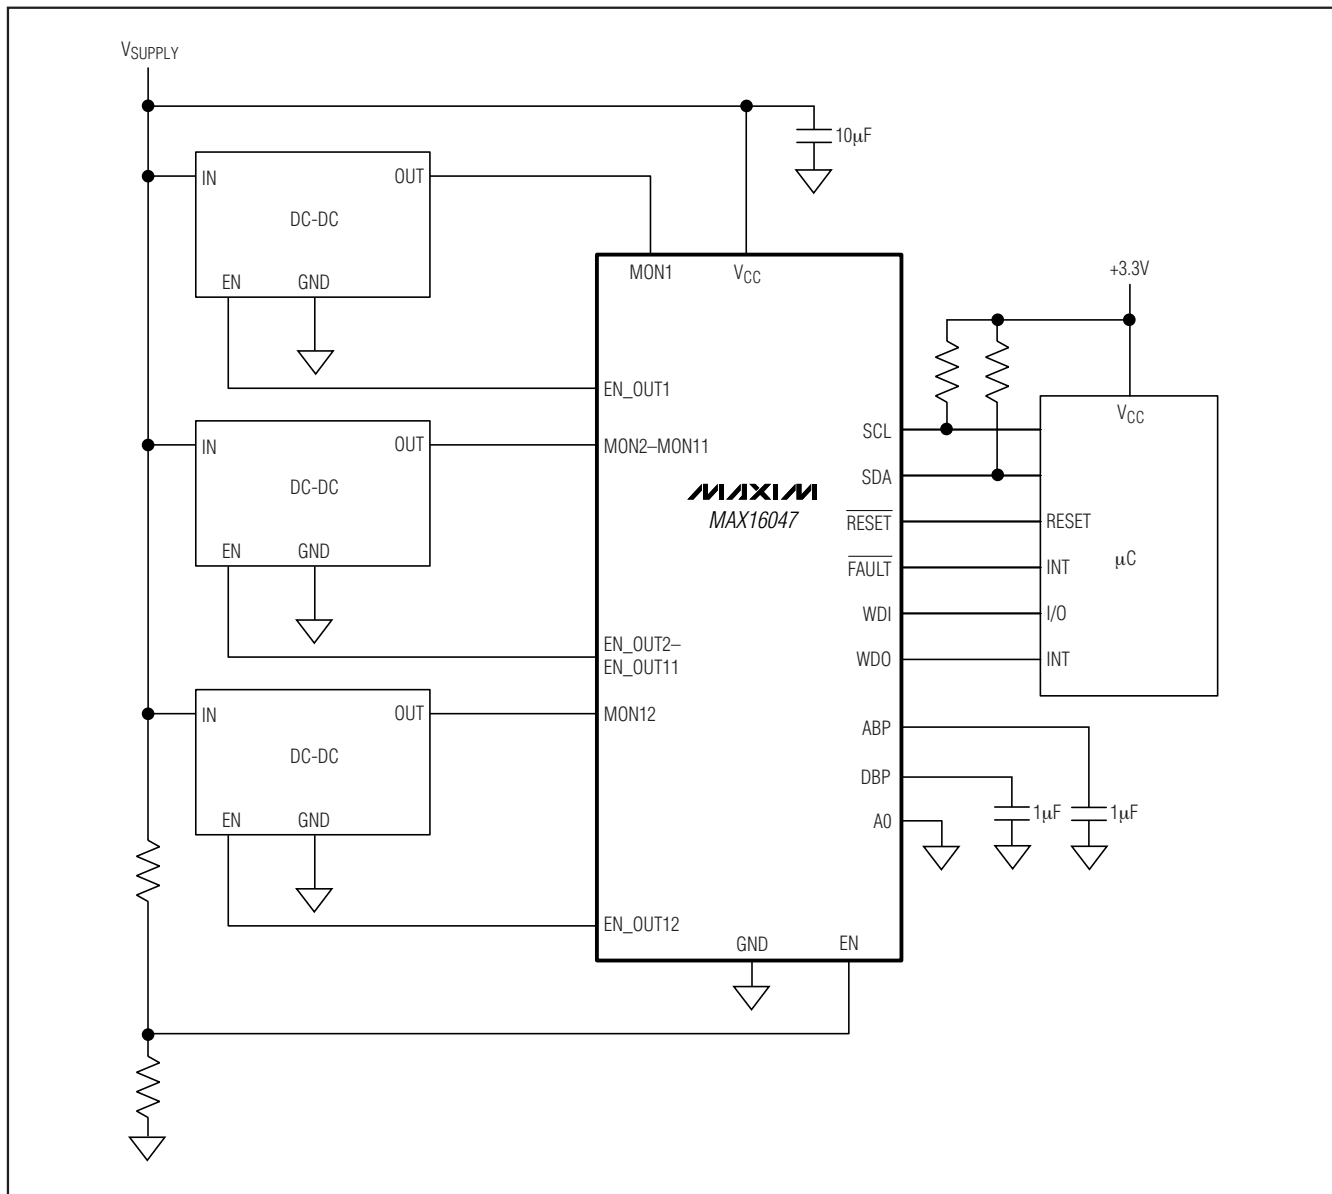 VSUPPLY
10µF
IN
OUT
DC-DC
EN
GND
MON1
VCC
+3.3V
EN_OUT1
IN
OUT
DC-DC
EN
GND
MON2–MON11
MAXIM
MAX16047
SCL
SDA
RESET
FAULT
WDI
WDO
VCC
RESET
µC
INT
I/O
INT
EN_OUT2–
EN_OUT11
IN
OUT
DC-DC
EN
GND
MON12
ABP
DBP
A0
1µF
1µF
EN_OUT12
GND
EN